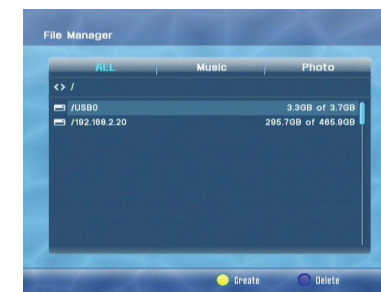 File Manager
ALL Music Photo
<> /
/USB0 3.3GB of 3.7GB
/192.168.2.20 295.7GB of 465.9GB
Create Delete